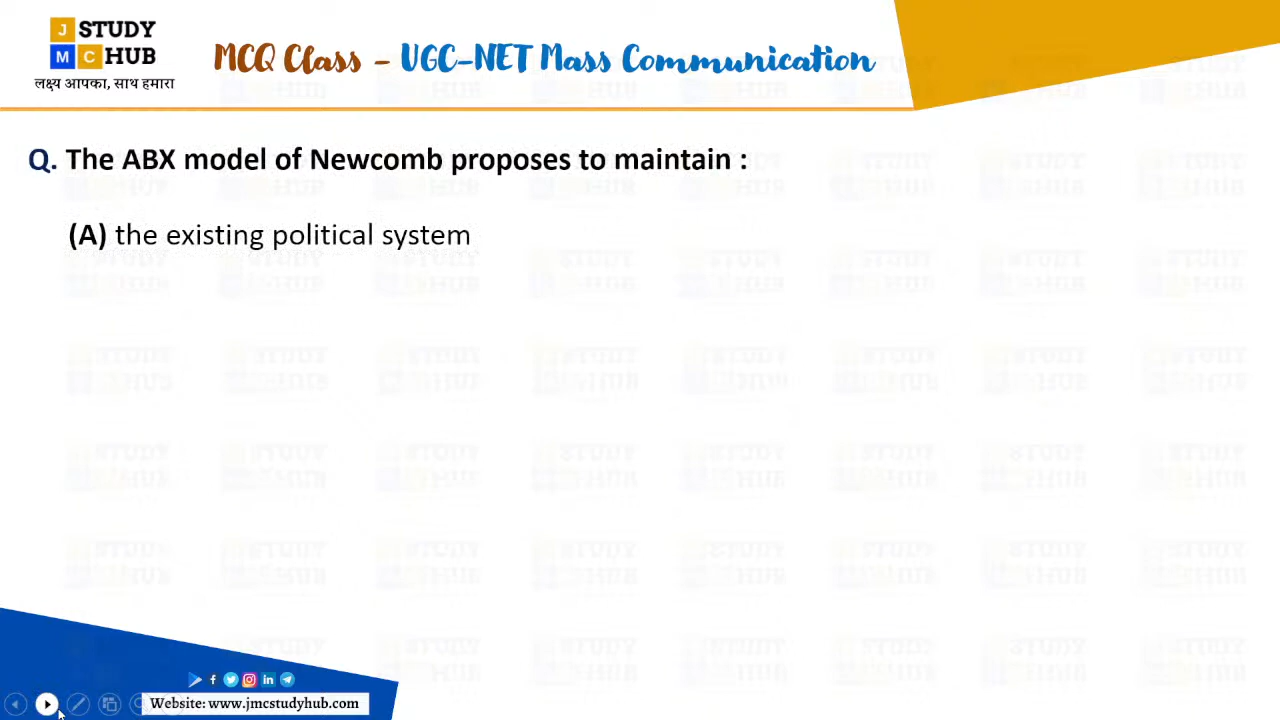 J STUDY
MC HUB
लक्ष्य आपका, साथ हमारा
MCQ Class - UGC-NET Mass Communication
Q. The ABX model of Newcomb proposes to maintain :
(A) the existing political system
Website: www.jmcstudyhub.com